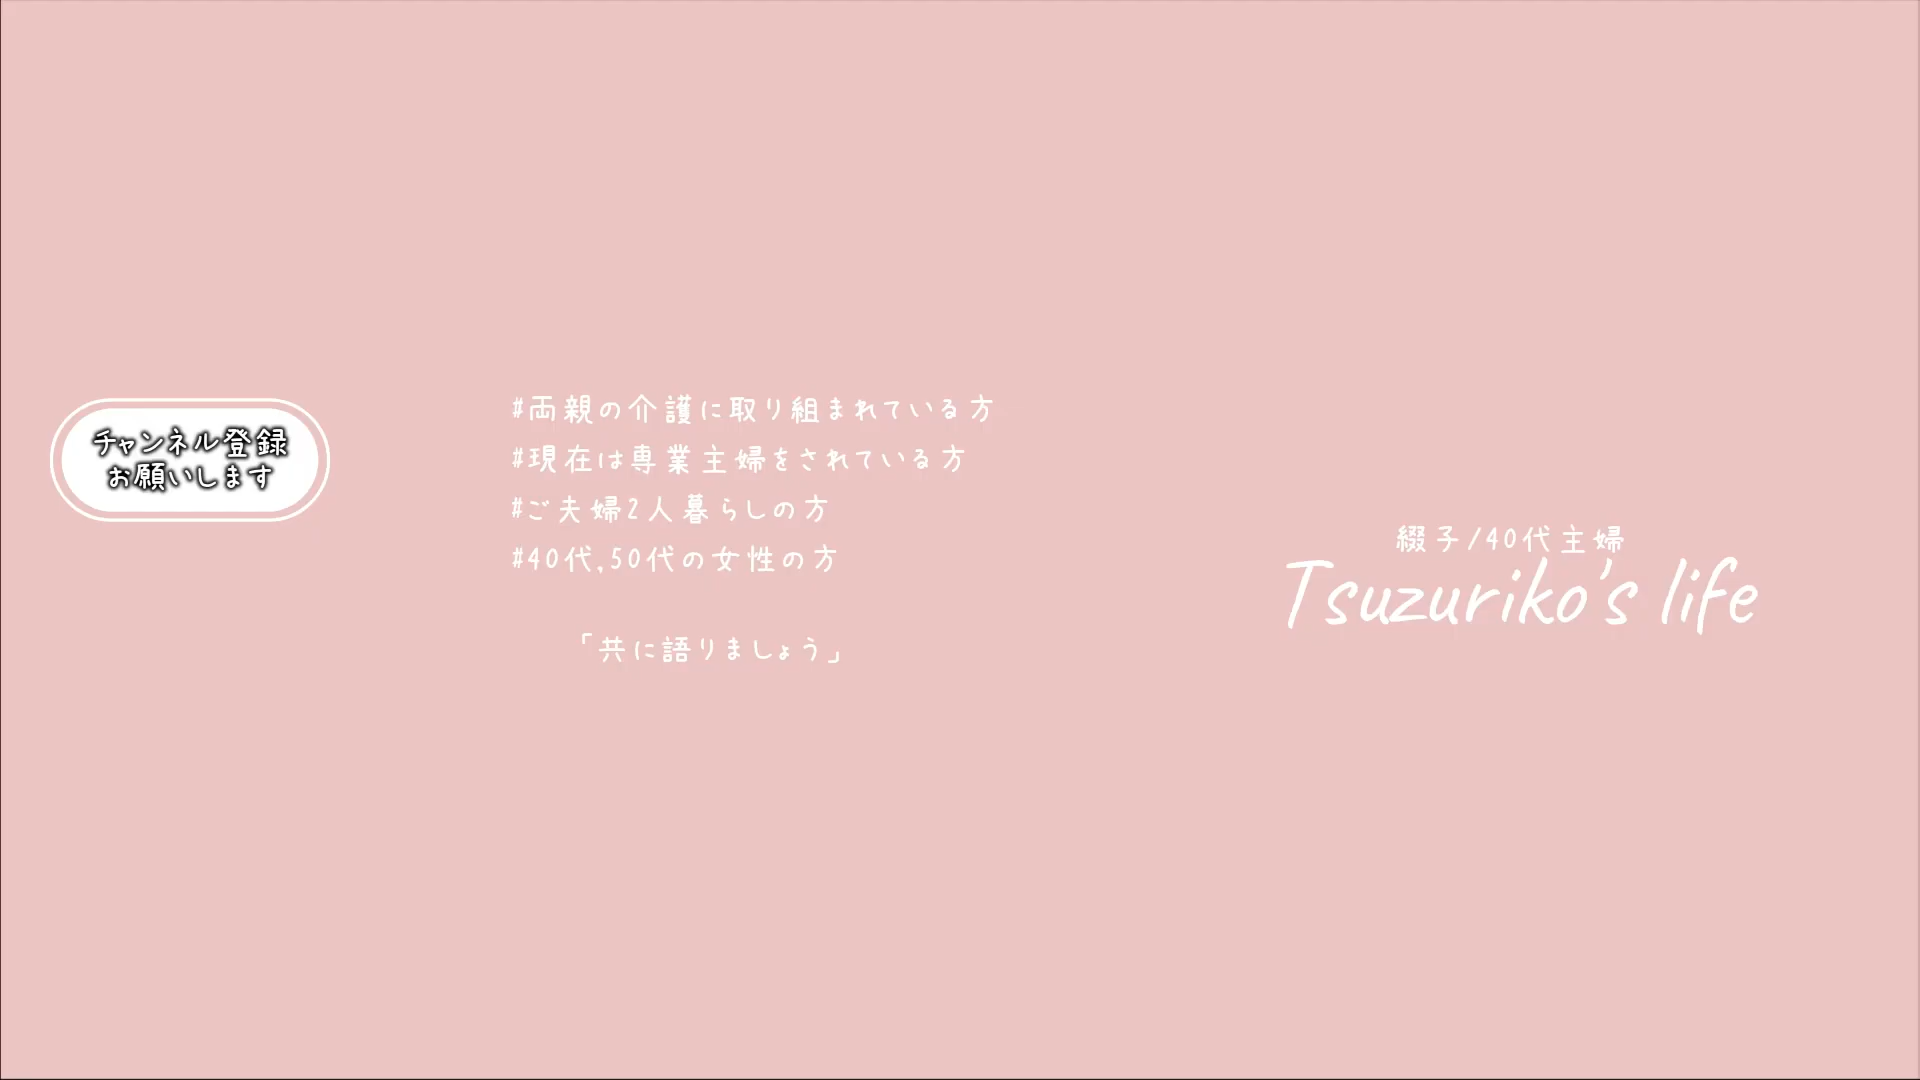 チャンネル登録
お願いします
#両親の介護に取り組まれている方
#現在は専業主婦をされている方
#ご夫婦2人暮らしの方
#40代,50代の女性の方
「共に語りましょう」
綴子/40代主婦
Tsuzuriko's life